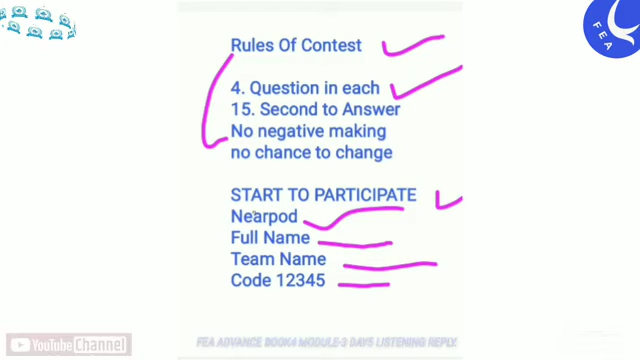 FEA
Rules Of Contest
4. Question in each
15. Second to Answer
No negative making
no chance to change
START TO PARTICIPATE
Nearpod
Full Name
Team Name
Code 12345
YouTube Channel
FEA ADVANCE BOOK4 MODULE-3 DAY5 LISTENING REPLY.